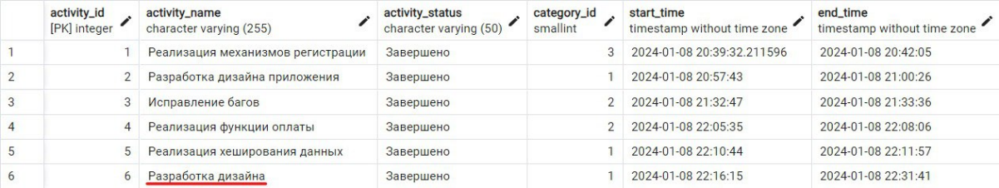 activity_id activity_name activity_status category_id start_time end_time
[PK] integer character varying (255) character varying (50) smallint timestamp without time zone timestamp without time zone
1 1 Реализация механизмов регистрации Завершено 3 2024-01-08 20:39:32.211596 2024-01-08 20:42:05
2 2 Разработка дизайна приложения Завершено 1 2024-01-08 20:57:43 2024-01-08 21:00:26
3 3 Исправление багов Завершено 2 2024-01-08 21:32:47 2024-01-08 21:33:36
4 4 Реализация функции оплаты Завершено 2 2024-01-08 22:05:35 2024-01-08 22:08:06
5 5 Реализация хеширования данных Завершено 1 2024-01-08 22:10:44 2024-01-08 22:11:57
6 6 Разработка дизайна Завершено 1 2024-01-08 22:16:15 2024-01-08 22:31:41